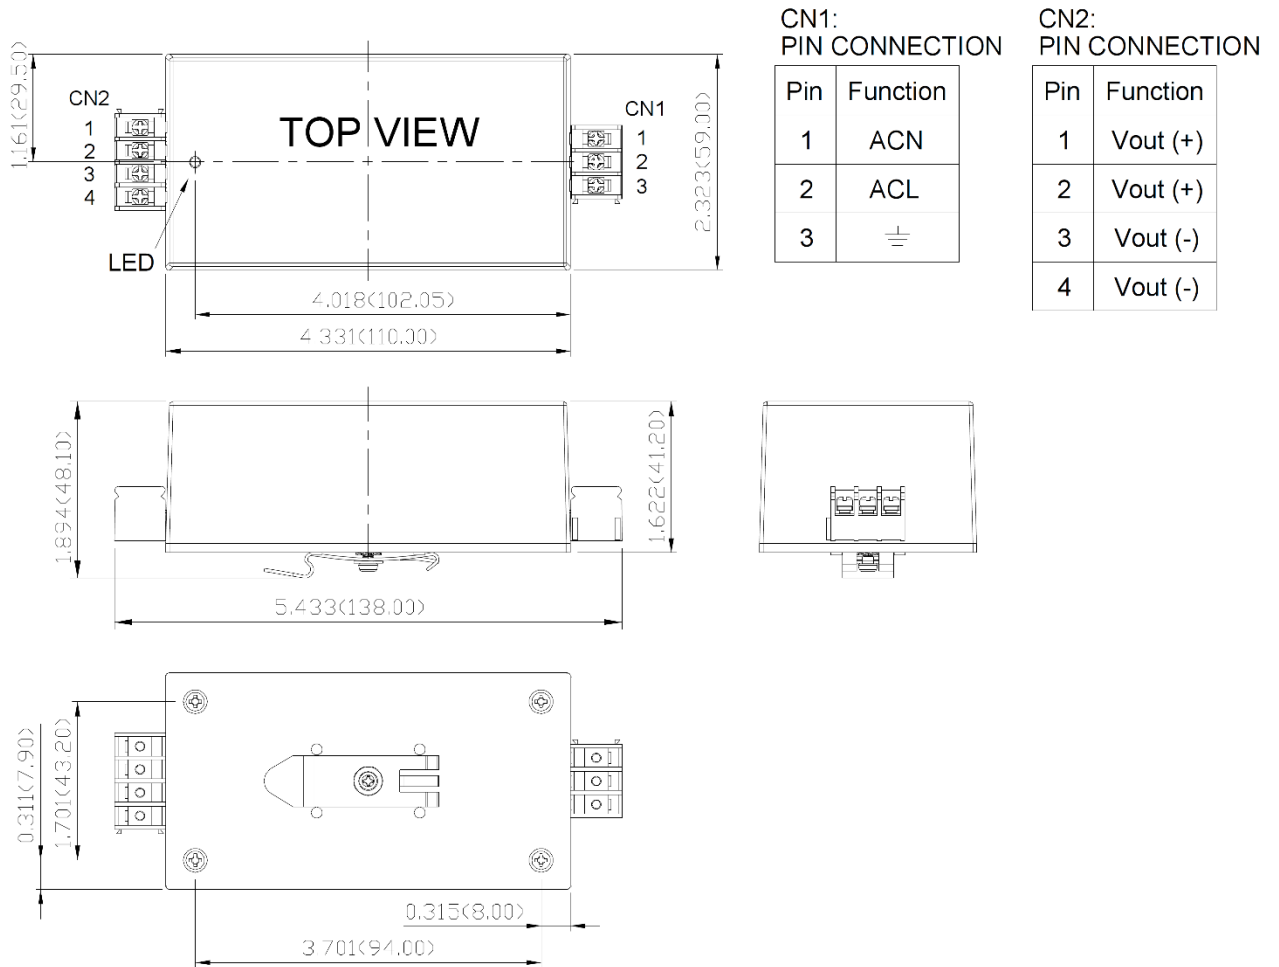 CN1:
PIN CONNECTION
Pin Function
1 ACN
2 ACL
3
CN2:
PIN CONNECTION
Pin Function
1 Vout (+)
2 Vout (+)
3 Vout (-)
4 Vout (-)
1.161(29.50)
CN2
1
2
3
4
LED
TOP VIEW
CN1
1
2
3
2.323(59.00)
4.018(102.05)
4.331(110.00)
1.894(48.10)
1.622(41.20)
5.433(138.00)
0.311(7.90)
1.701(43.20)
0.315(8.00)
3.701(94.00)